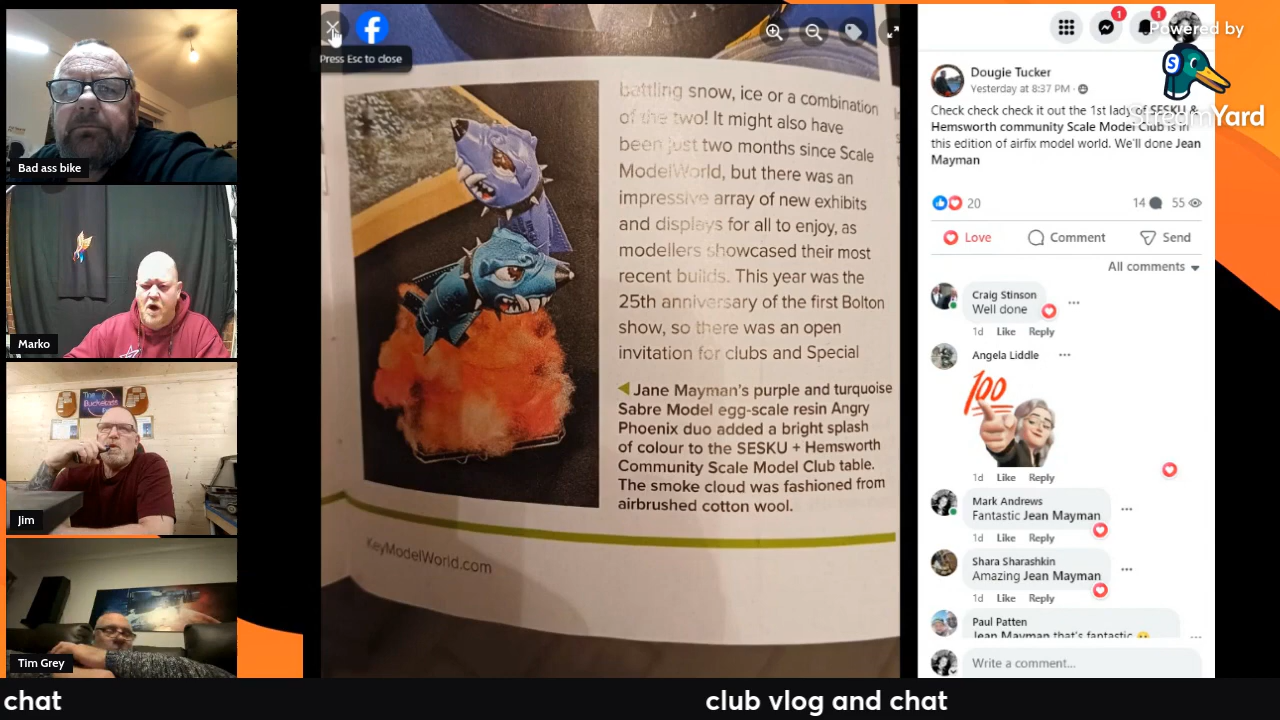 Bad ass bike
Marko
Jim
Tim Grey
Press Esc to close
battling snow, ice or a combination
of the two! It might also have
been just two months since Scale
ModelWorld, but there was an
impressive array of new exhibits
and displays for all to enjoy, as
modellers showcased their most
recent builds. This year was the
25th anniversary of the first Bolton
show, so there was an open
invitation for clubs and Special
Jane Mayman's purple and turquoise
Sabre Model egg-scale resin Angry
Phoenix duo added a bright splash
of colour to the SESKU + Hemsworth
Community Scale Model Club table.
The smoke cloud was fashioned from
airbrushed cotton wool.
KeyModelWorld.com
1
1
Powered by
StreamYard
Dougie Tucker
Yesterday at 8:37 PM ·
Check check check it out the 1st lady of SESKU &
Hemsworth community Scale Model Club is in
this edition of airfix model world. We'll done Jean
Mayman
20
14
55
Love
Comment
Send
All comments
Craig Stinson
Well done
1d Like Reply
Angela Liddle
100
1d Like Reply
Mark Andrews
Fantastic Jean Mayman
1d Like Reply
Shara Sharashkin
Amazing Jean Mayman
1d Like Reply
Paul Patten
Jean Mayman that's fantastic
Write a comment...
chat
club vlog and chat